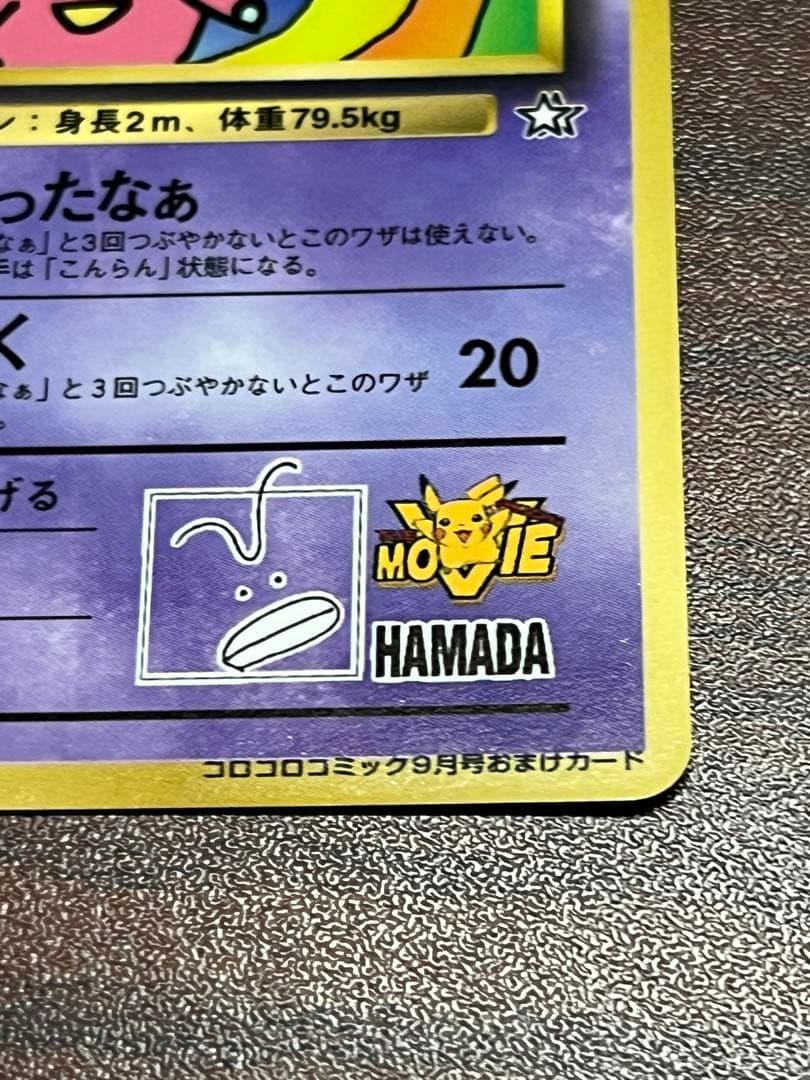 ン：身長2m、体重79.5kg
ったなぁ
なぁ」と3回つぶやかないとこのワザは使えない。
手は「こんらん」状態になる。
く
なぁ」と3回つぶやかないとこのワザ
20
。
げる
MOVIE
HAMADA
コロコロコミック9月号おまけカード